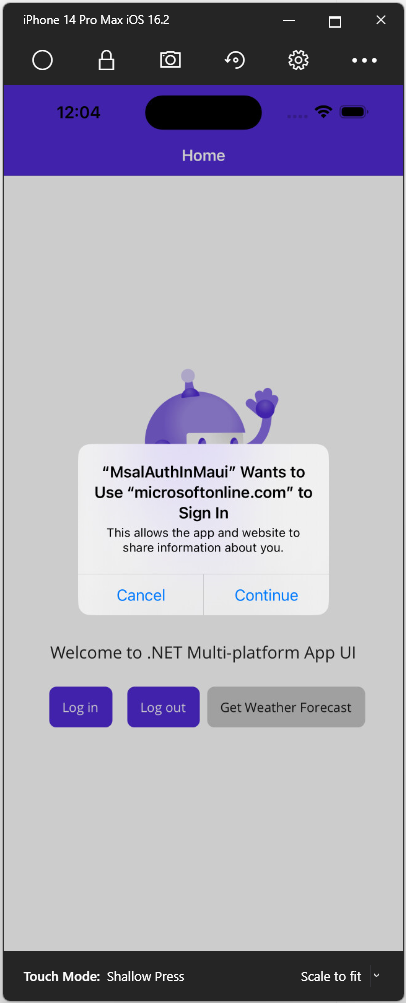 iPhone 14 Pro Max iOS 16.2
12:04
Home
“MsalAuthInMaui” Wants to
Use “microsoftonline.com” to
Sign In
This allows the app and website to
share information about you.
Cancel Continue
Welcome to .NET Multi-platform App UI
Log in Log out Get Weather Forecast
Touch Mode: Shallow Press Scale to fit